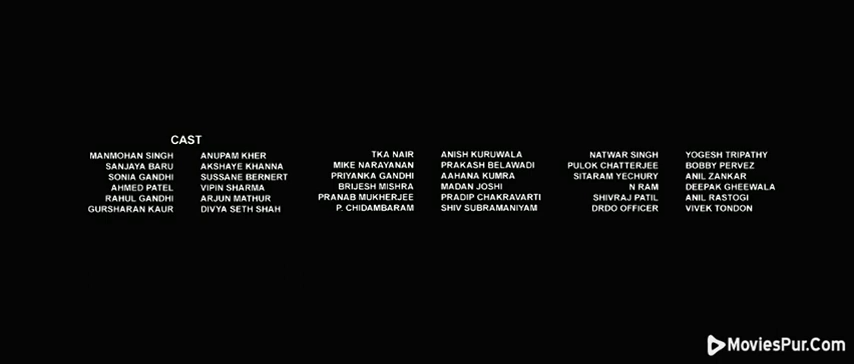 CAST
MANMOHAN SINGH ANUPAM KHER
SANJAYA BARU AKSHAYE KHANNA
SONIA GANDHI SUSSANE BERNERT
AHMED PATEL VIPIN SHARMA
RAHUL GANDHI ARJUN MATHUR
GURSHARAN KAUR DIVYA SETH SHAH
TKA NAIR ANISH KURUWALA
MIKE NARAYANAN PRAKASH BELAWADI
PRIYANKA GANDHI AAHANA KUMRA
BRIJESH MISHRA MADAN JOSHI
PRANAB MUKHERJEE PRADIP CHAKRAVARTI
P. CHIDAMBARAM SHIV SUBRAMANIYAM
NATWAR SINGH YOGESH TRIPATHY
PULOK CHATTERJEE BOBBY PERVEZ
SITARAM YECHURY ANIL ZANKAR
N RAM DEEPAK GHEEWALA
SHIVRAJ PATIL ANIL RASTOGI
DRDO OFFICER VIVEK TONDON
MoviesPur.Com